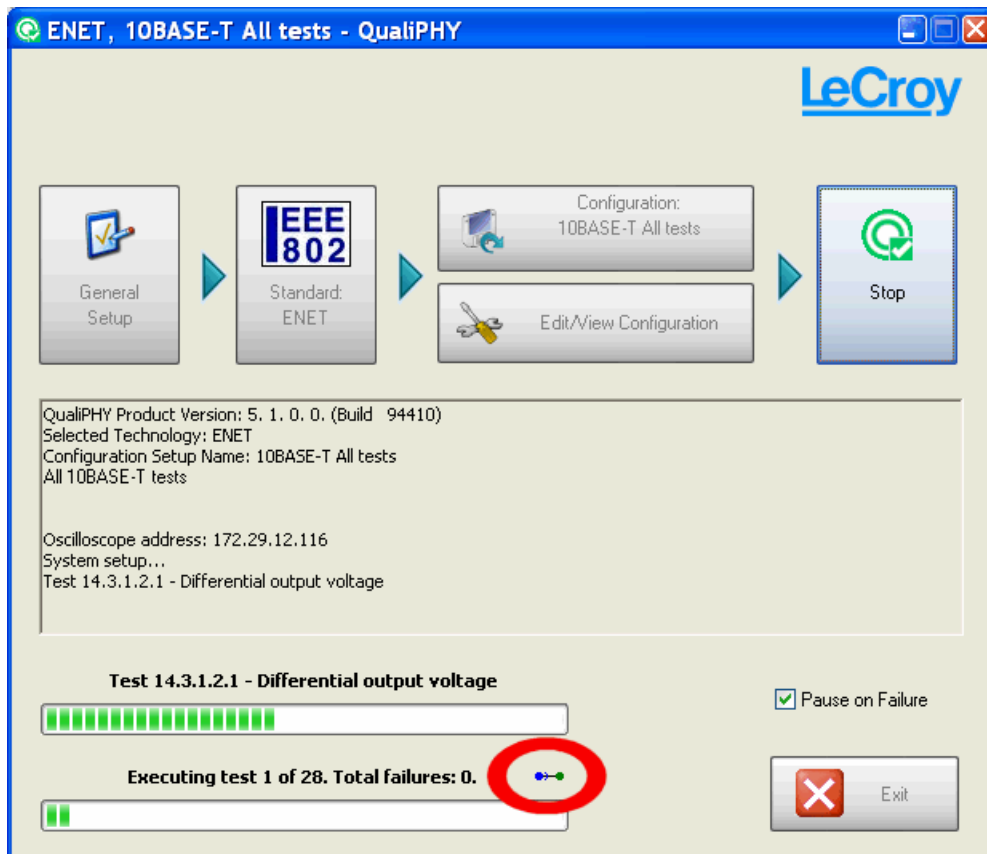 ENET, 10BASE-T All tests - QualiPHY
LeCroy
General
Setup
IEEE
802
Standard:
ENET
Configuration:
10BASE-T All tests
Edit/View Configuration
Stop
QualiPHY Product Version: 5. 1. 0. 0. (Build 94410)
Selected Technology: ENET
Configuration Setup Name: 10BASE-T All tests
All 10BASE-T tests
Oscilloscope address: 172.29.12.116
System setup...
Test 14.3.1.2.1 - Differential output voltage
Test 14.3.1.2.1 - Differential output voltage
Pause on Failure
Executing test 1 of 28. Total failures: 0.
Exit